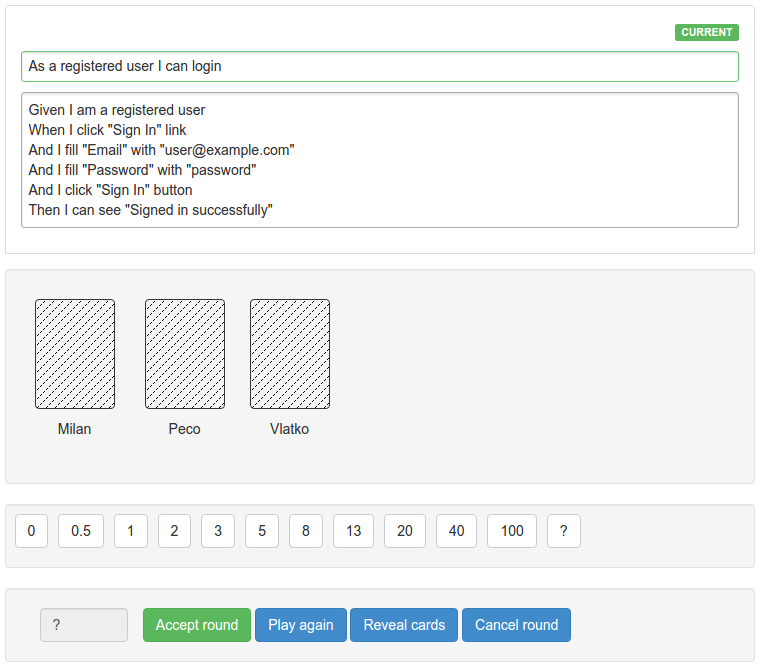 CURRENT
As a registered user I can login
Given I am a registered user
When I click "Sign In" link
And I fill "Email" with "user@example.com"
And I fill "Password" with "password"
And I click "Sign In" button
Then I can see "Signed in successfully"
Milan Peco Vlatko
0 0.5 1 2 3 5 8 13 20 40 100 ?
? Accept round Play again Reveal cards Cancel round